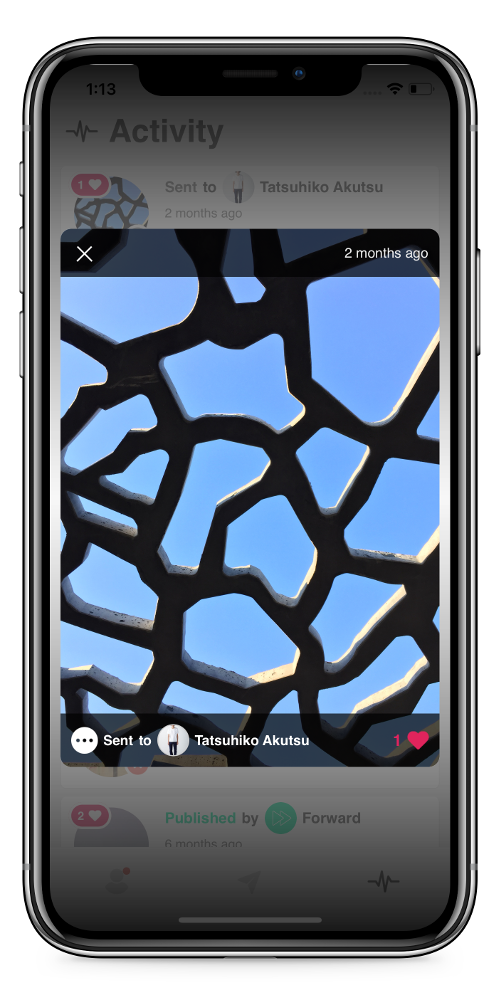 1:13
Activity
1
Sent to Tatsuhiko Akutsu
2 months ago
2 months ago
Sent to Tatsuhiko Akutsu 1
2
Published by Forward
6 months ago